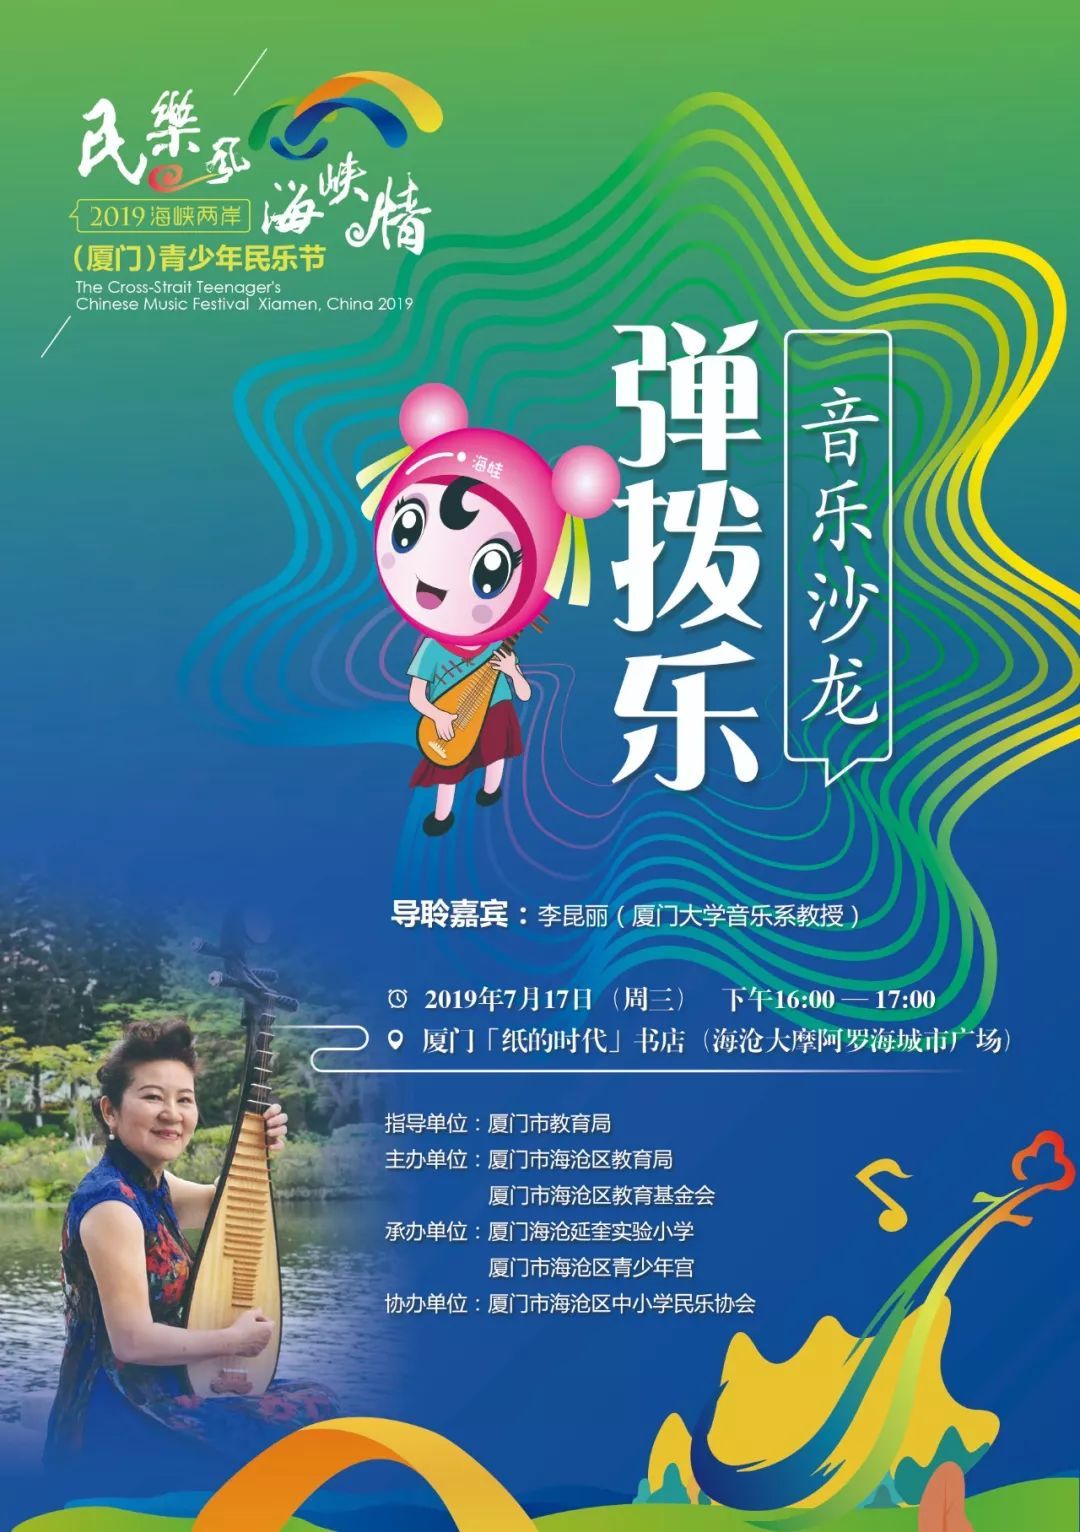 民樂風
海峡情
2019海峡两岸
（厦门）青少年民乐节
The Cross-Strait Teenager's
Chinese Music Festival Xiamen, China 2019
弹拨乐
音乐沙龙
海娃
导聆嘉宾：李昆丽（厦门大学音乐系教授）
2019年7月17日（周三） 下午16:00 — 17:00
厦门「纸的时代」书店（海沧大摩阿罗海城市广场）
指导单位：厦门市教育局
主办单位：厦门市海沧区教育局
厦门市海沧区教育基金会
承办单位：厦门海沧延奎实验小学
厦门市海沧区青少年宫
协办单位：厦门市海沧区中小学民乐协会